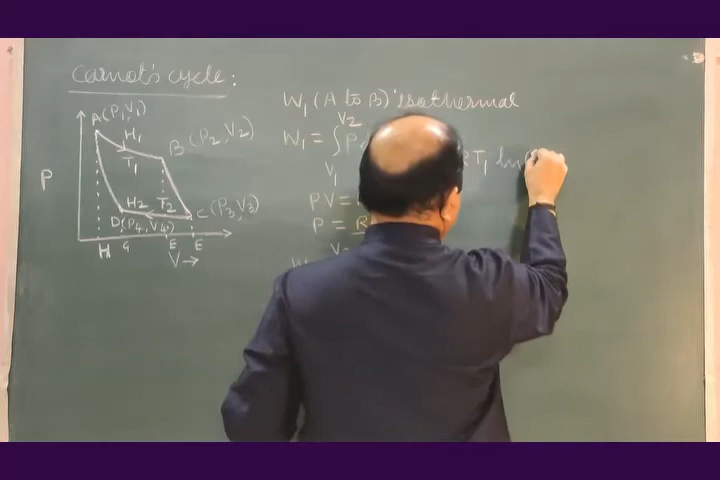 Carnot's cycle:
A(P₁,V₁)
H₁
T₁
B (P₂,V₂)
P
H₂
T₂
C(P₃,V₃)
D(P₄,V₄)
H G E E
V→
W₁ (A to B) isothermal
V₂
W₁ = ∫ P
V₁
RT₁ ln
PV =
P = R